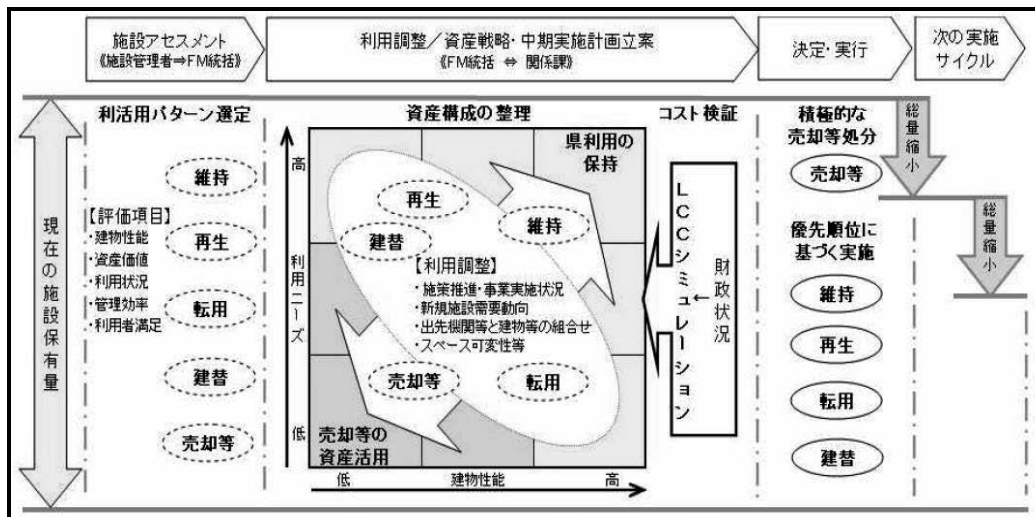 施設アセスメント
《施設管理者⇒FM統括》
利用調整／資産戦略・中期実施計画立案
《FM統括 ⇔ 関係課》
決定・実行
次の実施
サイクル
現在の施設保有量
利活用パターン選定
【評価項目】
・建物性能
・資産価値
・利用状況
・管理効率
・利用者満足
維持
再生
転用
建替
売却等
資産構成の整理
高
利用ニーズ
低
県利用の
保持
再生
建替
維持
【利用調整】
・施策推進・事業実施状況
・新規施設需要動向
・出先機関等と建物等の組合せ
・スペース可変性等
売却等
転用
売却等の
資産活用
低
建物性能
高
コスト検証
LCCシミュレーション
←
財政状況
積極的な
売却等処分
売却等
優先順位に
基づく実施
維持
再生
転用
建替
総量縮小
総量縮小